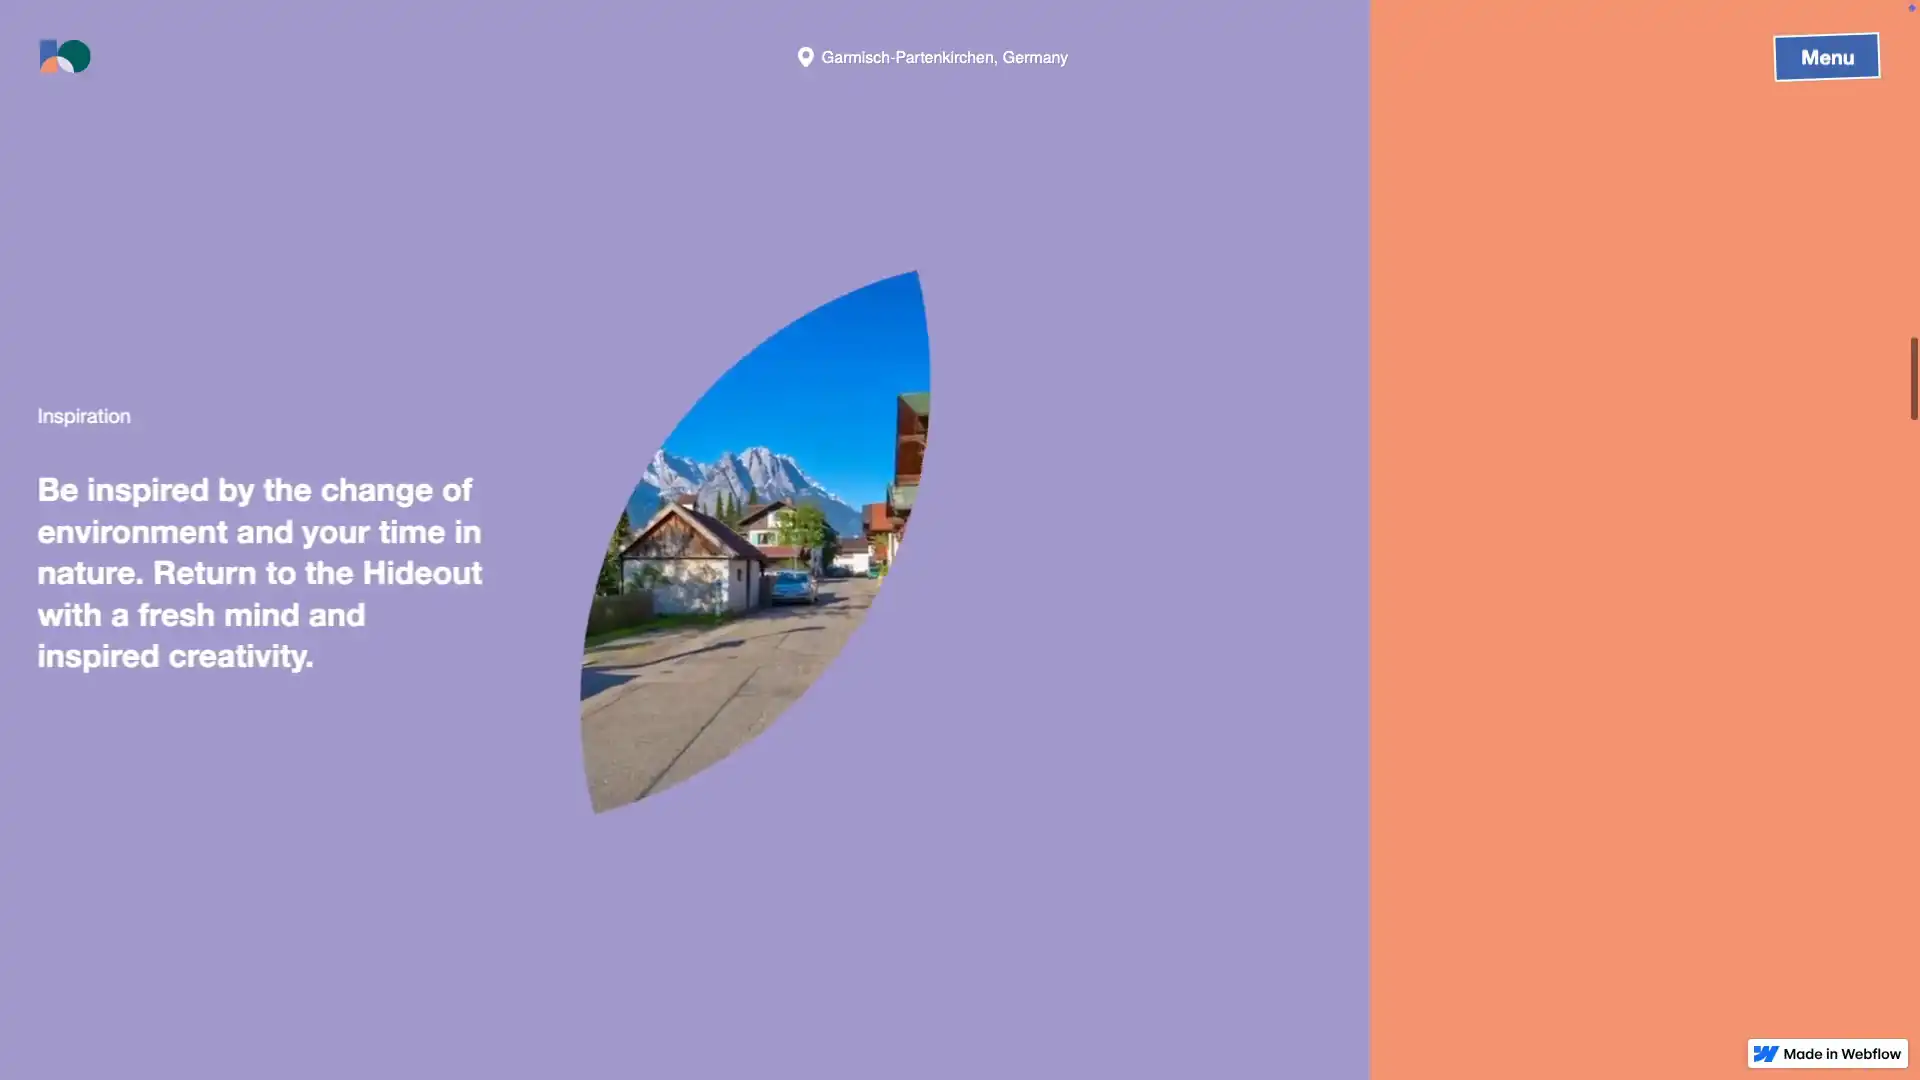 Garmisch-Partenkirchen, Germany
Menu
Inspiration
Be inspired by the change of
environment and your time in
nature. Return to the Hideout
with a fresh mind and
inspired creativity.
Made in Webflow